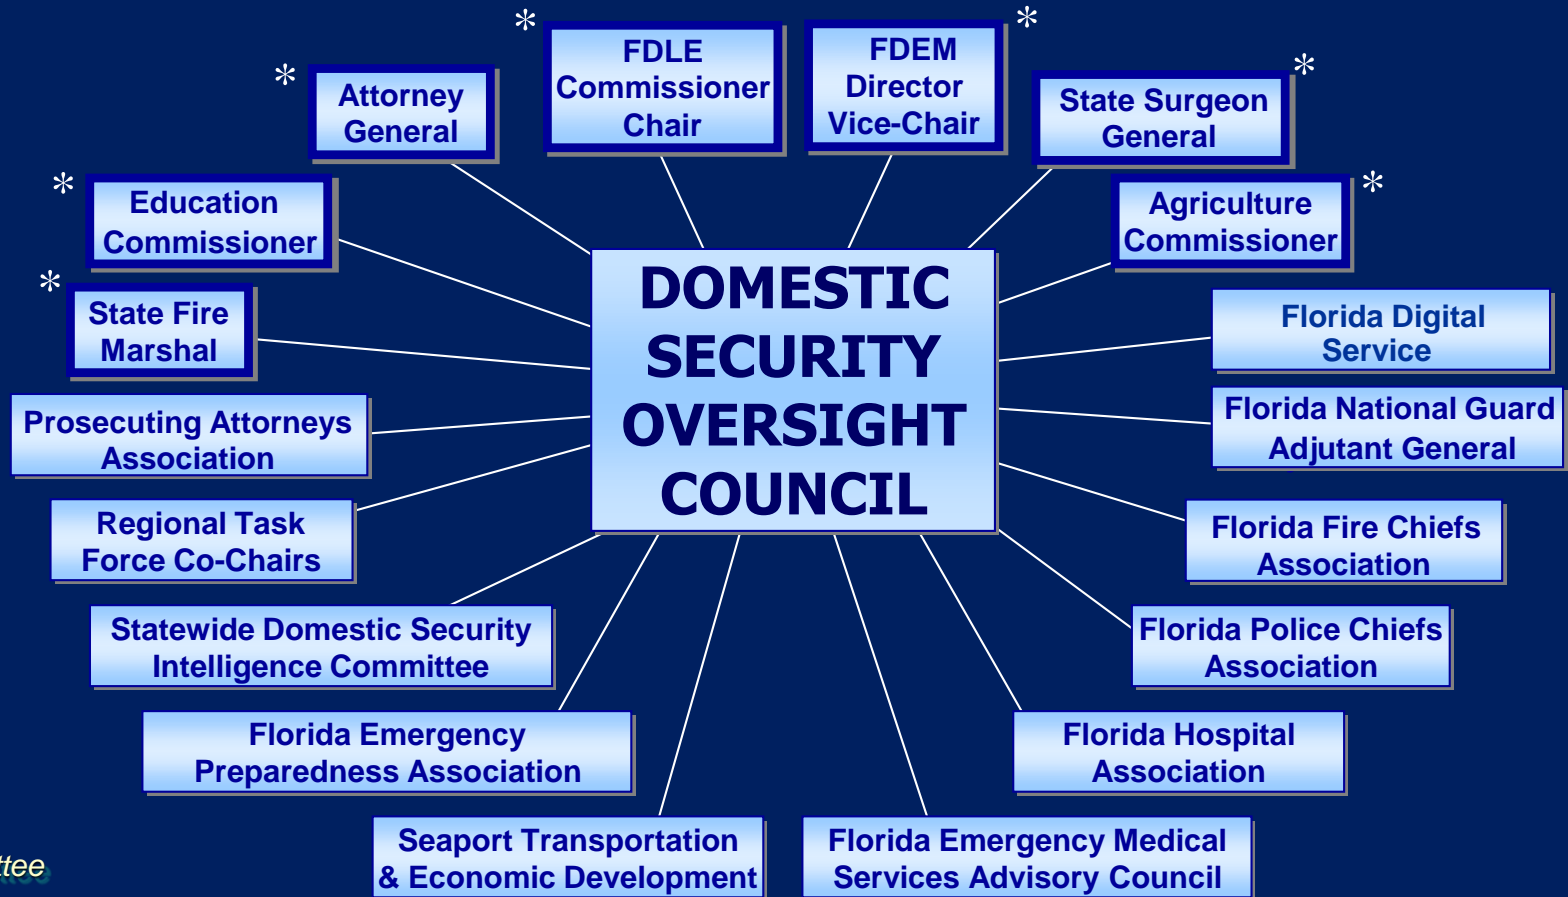 *
FDLE
Commissioner
Chair
*
FDEM
Director
Vice-Chair
*
Attorney
General
*
State Surgeon
General
*
Education
Commissioner
*
Agriculture
Commissioner
*
State Fire
Marshal
DOMESTIC
SECURITY
OVERSIGHT
COUNCIL
Florida Digital
Service
Prosecuting Attorneys
Association
Florida National Guard
Adjutant General
Regional Task
Force Co-Chairs
Florida Fire Chiefs
Association
Statewide Domestic Security
Intelligence Committee
Florida Police Chiefs
Association
Florida Emergency
Preparedness Association
Florida Hospital
Association
Seaport Transportation
& Economic Development
Florida Emergency Medical
Services Advisory Council